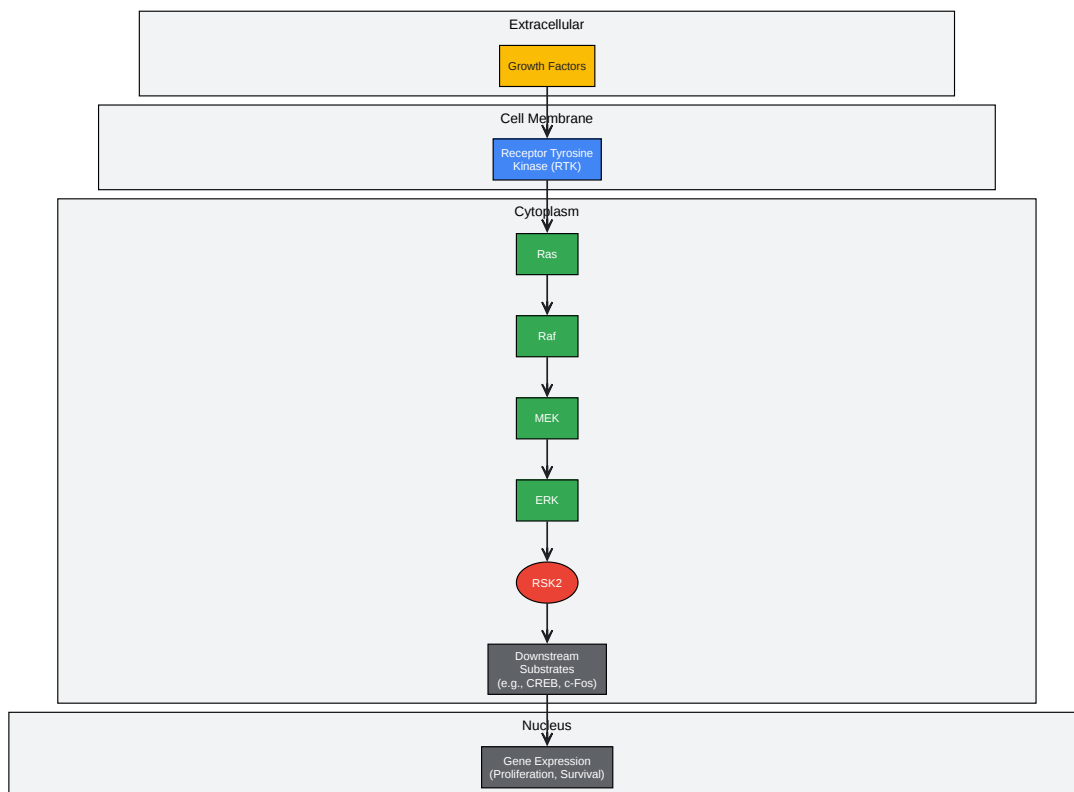 Extracellular
Growth Factors
Cell Membrane
Receptor Tyrosine
Kinase (RTK)
Cytoplasm
Ras
Raf
MEK
ERK
RSK2
Downstream
Substrates
(e.g., CREB, c-Fos)
Nucleus
Gene Expression
(Proliferation, Survival)